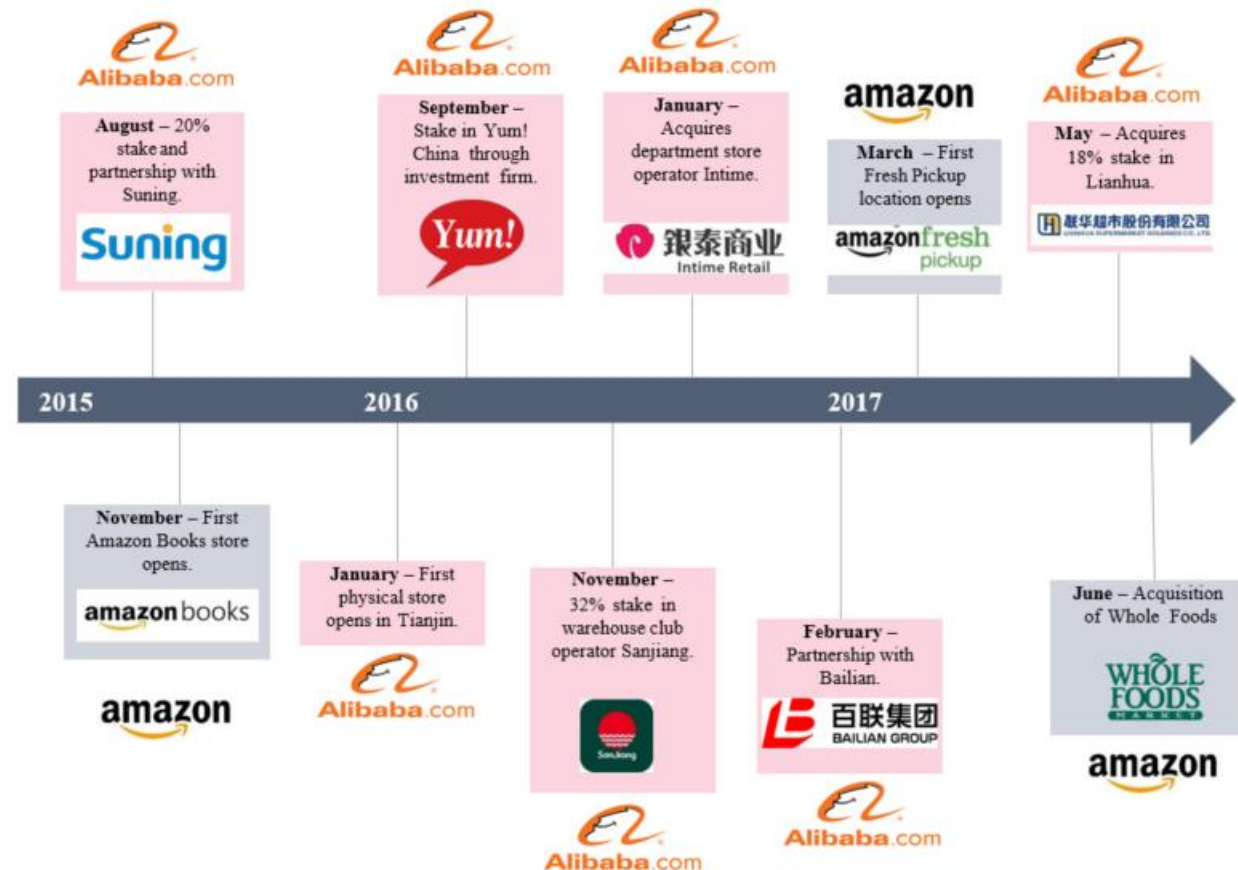 Alibaba.com
August – 20%
stake and
partnership with
Suning.
Suning
Alibaba.com
September –
Stake in Yum!
China through
investment firm.
Yum!
Alibaba.com
January –
Acquires
department store
operator Intime.
銀泰商业
Intime Retail
amazon
March – First
Fresh Pickup
location opens
amazonfresh
pickup
Alibaba.com
May – Acquires
18% stake in
Lianhua.
联华超市股份有限公司
LIANHUA SUPERMARKET HOLDINGS CO., LTD
2015
2016
2017
November – First
Amazon Books store
opens.
amazon books
amazon
January – First
physical store
opens in Tianjin.
Alibaba.com
November –
32% stake in
warehouse club
operator Sanjiang.
SanJiang
Alibaba.com
February –
Partnership with
Bailian.
百联集团
BAILIAN GROUP
Alibaba.com
June – Acquisition
of Whole Foods
WHOLE
FOODS
MARKET
amazon